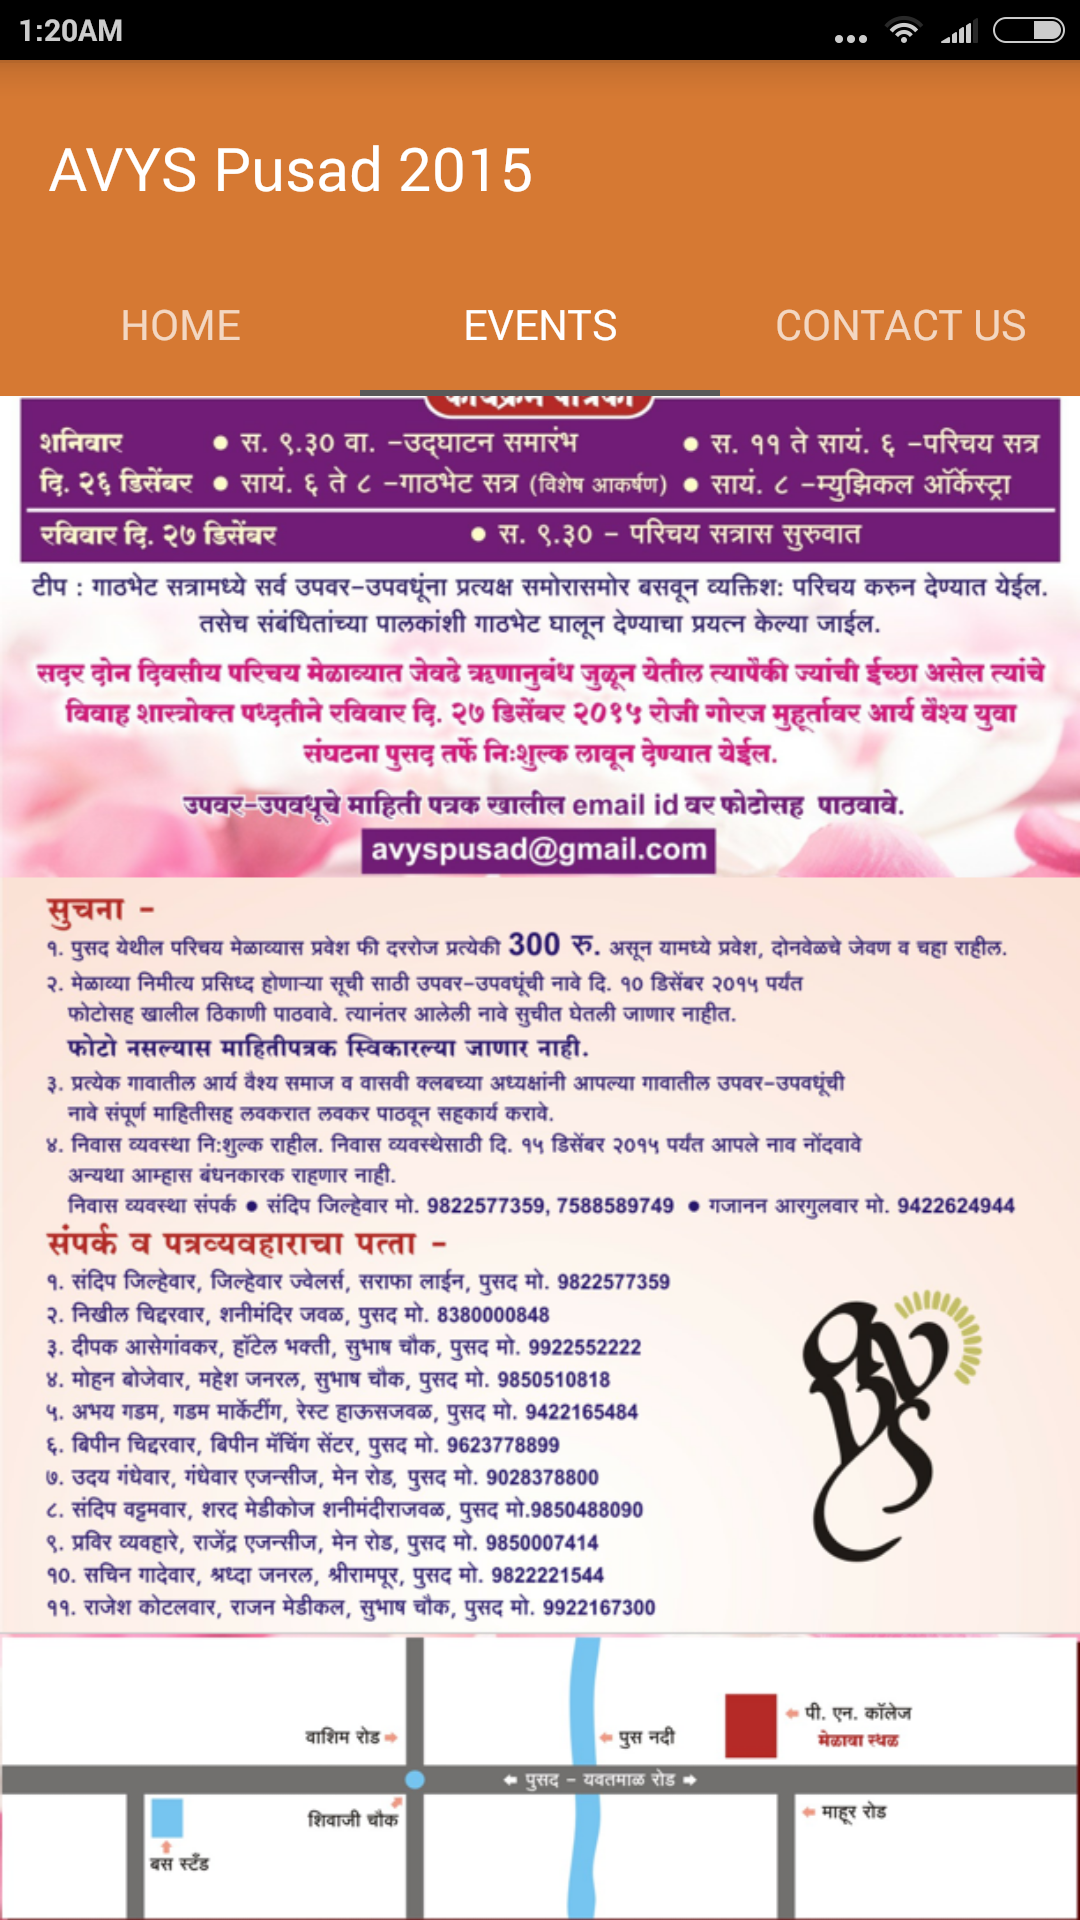 1:20AM
AVYS Pusad 2015
HOME EVENTS CONTACT US
कार्यक्रम पत्रिका
शनिवार ● स. ९.३० वा. -उद्घाटन समारंभ ● स. ११ ते सायं. ६ -परिचय सत्र
दि. २६ डिसेंबर ● सायं. ६ ते ८ -गाठभेट सत्र (विशेष आकर्षण) ● सायं. ८ -म्युझिकल ऑर्केस्ट्रा
रविवार दि. २७ डिसेंबर ● स. ९.३० - परिचय सत्रास सुरुवात
टीप : गाठभेट सत्रामध्ये सर्व उपवर-उपवधूंना प्रत्यक्ष समोरासमोर बसवून व्यक्तिश: परिचय करुन देण्यात येईल.
तसेच संबंधितांच्या पालकांशी गाठभेट घालून देण्याचा प्रयत्न केल्या जाईल.
सदर दोन दिवसीय परिचय मेळाव्यात जेवढे ऋणानुबंध जुळून येतील त्यापैकी ज्यांची ईच्छा असेल त्यांचे
विवाह शास्त्रोक्त पध्दतीने रविवार दि. २७ डिसेंबर २०१५ रोजी गोरज मुहूर्तावर आर्य वैश्य युवा
संघटना पुसद तर्फे नि:शुल्क लावून देण्यात येईल.
उपवर-उपवधूचे माहिती पत्रक खालील email id वर फोटोसह पाठवावे.
avyspusad@gmail.com
सुचना -
१. पुसद येथील परिचय मेळाव्यास प्रवेश फी दररोज प्रत्येकी 300 रु. असून यामध्ये प्रवेश, दोनवेळचे जेवण व चहा राहील.
२. मेळाव्या निमीत्य प्रसिध्द होणाऱ्या सूची साठी उपवर-उपवधूंची नावे दि. १० डिसेंबर २०१५ पर्यंत
फोटोसह खालील ठिकाणी पाठवावे. त्यानंतर आलेली नावे सुचीत घेतली जाणार नाहीत.
फोटो नसल्यास माहितीपत्रक स्विकारल्या जाणार नाही.
३. प्रत्येक गावातील आर्य वैश्य समाज व वासवी क्लबच्या अध्यक्षांनी आपल्या गावातील उपवर-उपवधूंची
नावे संपूर्ण माहितीसह लवकरात लवकर पाठवून सहकार्य करावे.
४. निवास व्यवस्था नि:शुल्क राहील. निवास व्यवस्थेसाठी दि. १५ डिसेंबर २०१५ पर्यंत आपले नाव नोंदवावे
अन्यथा आम्हास बंधनकारक राहणार नाही.
निवास व्यवस्था संपर्क ● संदिप जिल्हेवार मो. 9822577359, 7588589749 ● गजानन आरगुलवार मो. 9422624944
संपर्क व पत्रव्यवहाराचा पत्ता -
१. संदिप जिल्हेवार, जिल्हेवार ज्वेलर्स, सराफा लाईन, पुसद मो. 9822577359
२. निखील चिद्दरवार, शनीमंदिर जवळ, पुसद मो. 8380000848
३. दीपक आसेगांवकर, हॉटेल भक्ती, सुभाष चौक, पुसद मो. 9922552222
४. मोहन बोजेवार, महेश जनरल, सुभाष चौक, पुसद मो. 9850510818
५. अभय गडम, गडम मार्केटींग, रेस्ट हाऊसजवळ, पुसद मो. 9422165484
६. बिपीन चिद्दरवार, बिपीन मॅचिंग सेंटर, पुसद मो. 9623778899
७. उदय गंधेवार, गंधेवार एजन्सीज, मेन रोड, पुसद मो. 9028378800
८. संदिप वट्टमवार, शरद मेडीकोज शनीमंदीराजवळ, पुसद मो.9850488090
९. प्रविर व्यवहारे, राजेंद्र एजन्सीज, मेन रोड, पुसद मो. 9850007414
१०. सचिन गादेवार, श्रध्दा जनरल, श्रीरामपूर, पुसद मो. 9822221544
११. राजेश कोटलवार, राजन मेडीकल, सुभाष चौक, पुसद मो. 9922167300
पी. एन. कॉलेज
वाशिम रोड पुस नदी मेळावा स्थळ
पुसद - यवतमाळ रोड
शिवाजी चौक माहूर रोड
बस स्टँड